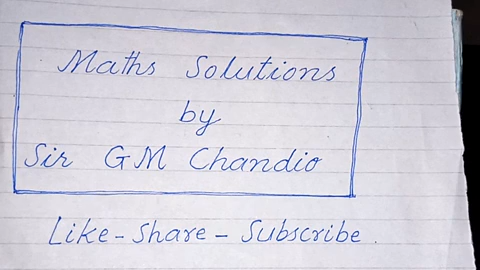 Maths Solutions
by
Sir GM Chandio
Like - Share - Subscribe.